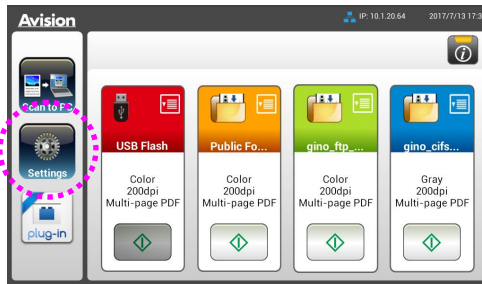 Avision
IP: 10.1.20.64 2017/7/13 17:3
Scan to PC
Settings
plug-in
USB Flash
Color
200dpi
Multi-page PDF
Public Fo...
Color
200dpi
Multi-page PDF
gino_ftp_...
Color
200dpi
Multi-page PDF
gino_cifs...
Gray
200dpi
Multi-page PDF